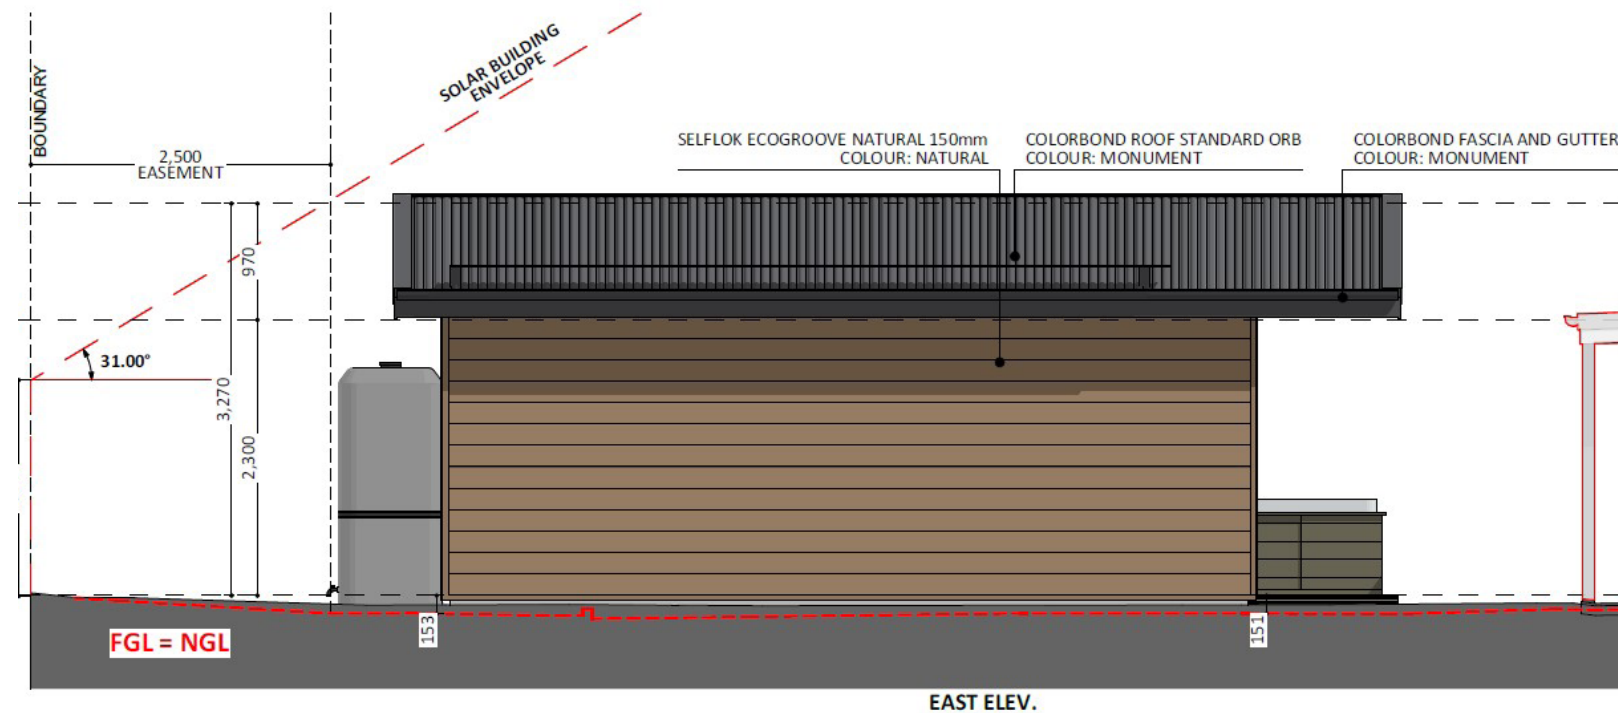 SOLAR BUILDING
ENVELOPE
BOUNDARY
2,500
EASEMENT
SELFLOK ECOGROOVE NATURAL 150mm
COLOUR: NATURAL
COLORBOND ROOF STANDARD ORB
COLOUR: MONUMENT
COLORBOND FASCIA AND GUTTER
COLOUR: MONUMENT
970
31.00°
3,270
2,300
153
151
FGL = NGL
EAST ELEV.